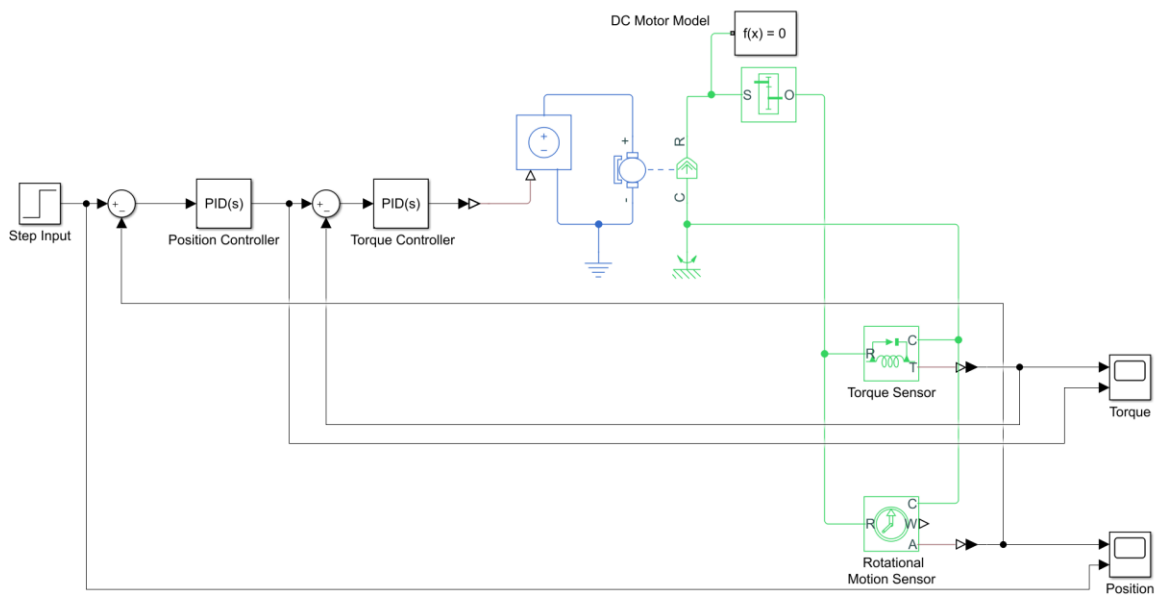 DC Motor Model
f(x) = 0
S O
+
−
+
R
C
-
Step Input
+
−
PID(s)
Position Controller
+
−
PID(s)
Torque Controller
R C
T
Torque Sensor
Torque
R C
W
A
Rotational
Motion Sensor
Position